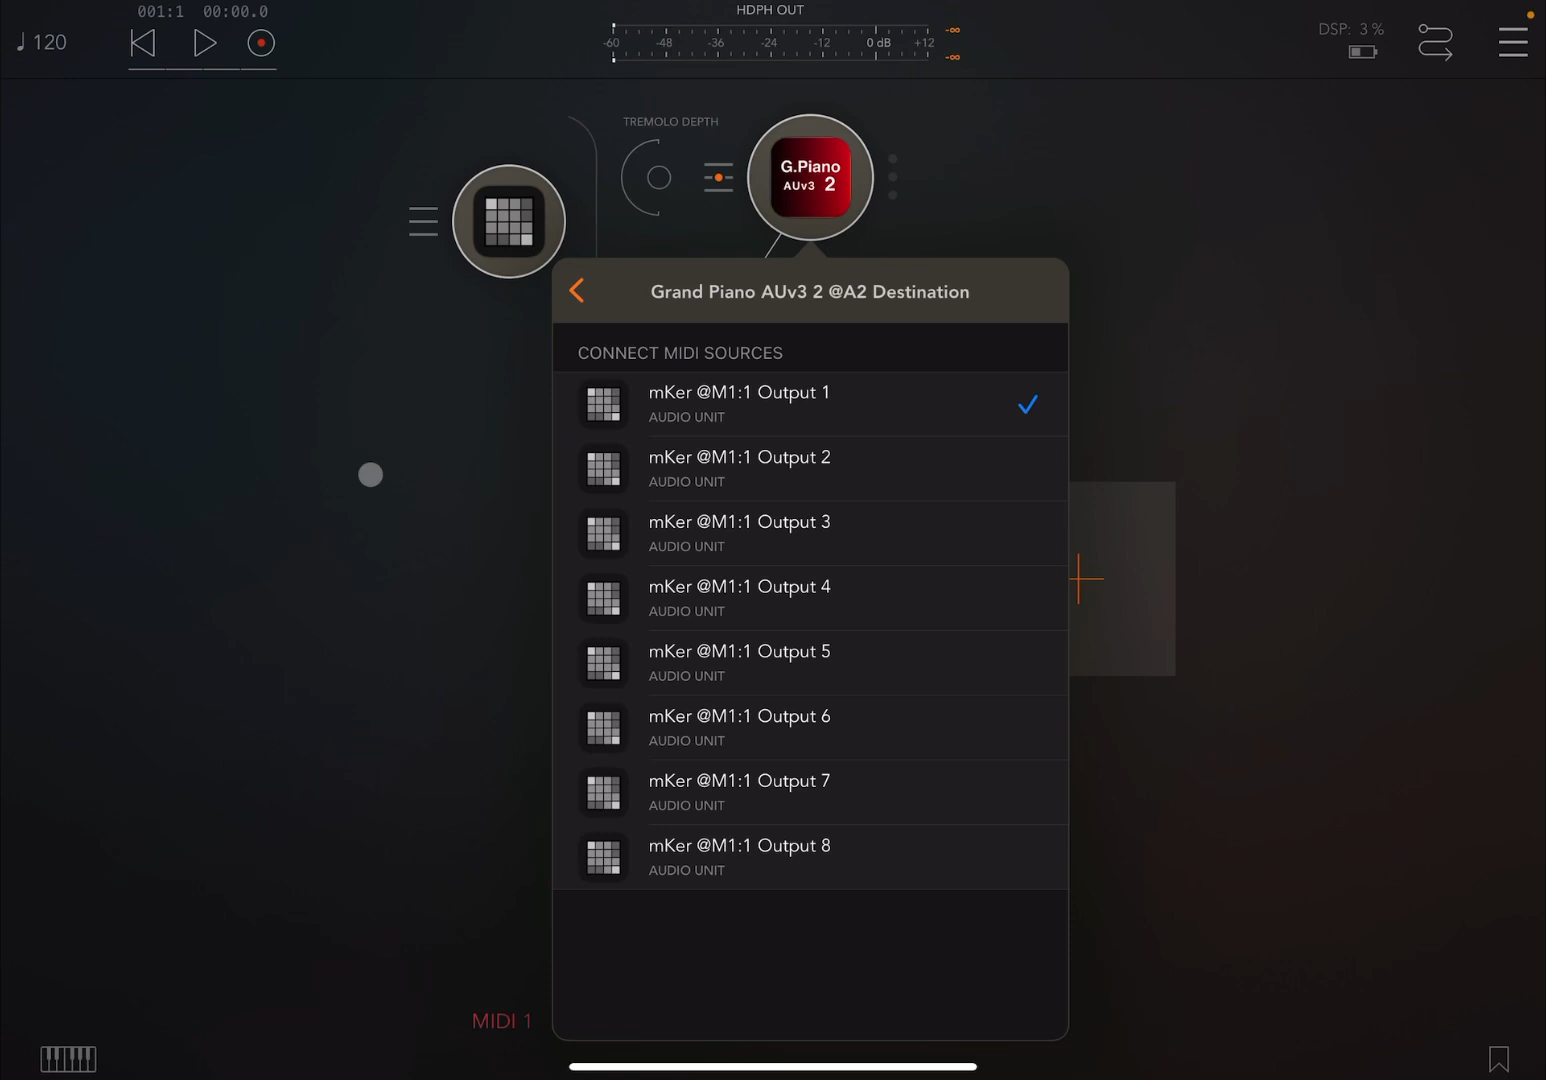 001:1 00:00.0
HDPH OUT
♩ 120
-60 -48 -36 -24 -12 0 dB +12
-∞
-∞
DSP: 3 %
TREMOLO DEPTH
G.Piano
AUv3 2
Grand Piano AUv3 2 @A2 Destination
CONNECT MIDI SOURCES
mKer @M1:1 Output 1
AUDIO UNIT
mKer @M1:1 Output 2
AUDIO UNIT
mKer @M1:1 Output 3
AUDIO UNIT
mKer @M1:1 Output 4
AUDIO UNIT
mKer @M1:1 Output 5
AUDIO UNIT
mKer @M1:1 Output 6
AUDIO UNIT
mKer @M1:1 Output 7
AUDIO UNIT
mKer @M1:1 Output 8
AUDIO UNIT
MIDI 1